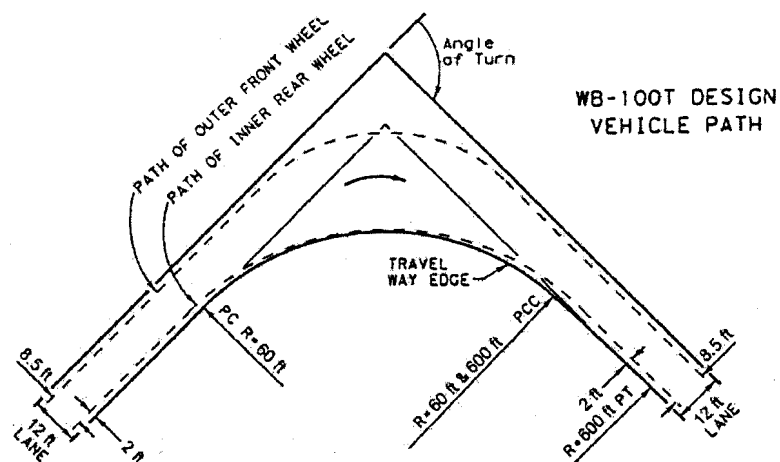 Angle
of Turn
WB-100T DESIGN
VEHICLE PATH
PATH OF OUTER FRONT WHEEL
PATH OF INNER REAR WHEEL
TRAVEL
WAY EDGE
PC R=60 ft
PCC
R=60 ft & 600 ft
8.5 ft
12 ft
LANE
2 ft
2 ft
R=600 ft PT
8.5 ft
12 ft
LANE